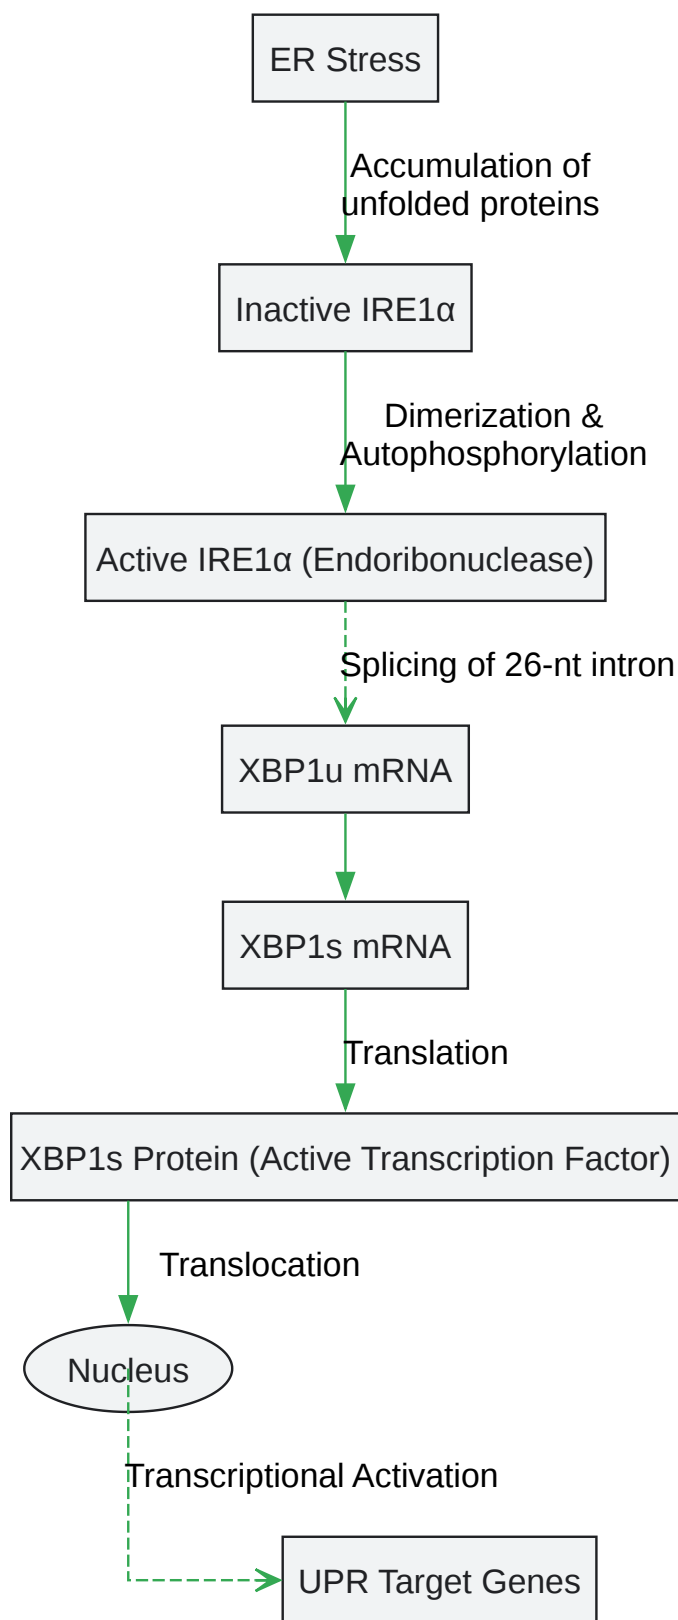 ER Stress
Accumulation of
unfolded proteins
Inactive IRE1α
Dimerization &
Autophosphorylation
Active IRE1α (Endoribonuclease)
Splicing of 26-nt intron
XBP1u mRNA
XBP1s mRNA
Translation
XBP1s Protein (Active Transcription Factor)
Translocation
Nucleus
Transcriptional Activation
UPR Target Genes